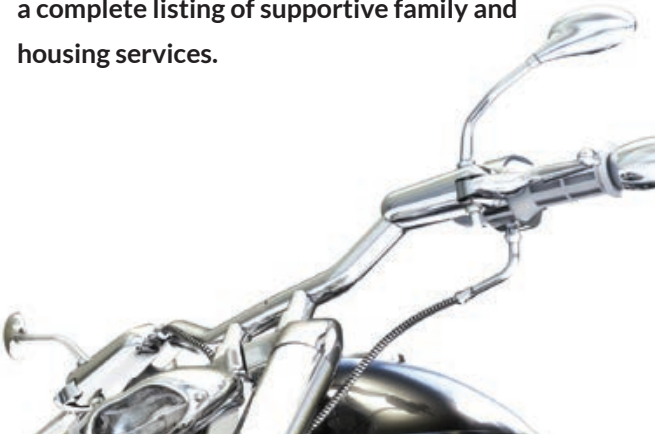 a complete listing of supportive family and
housing services.